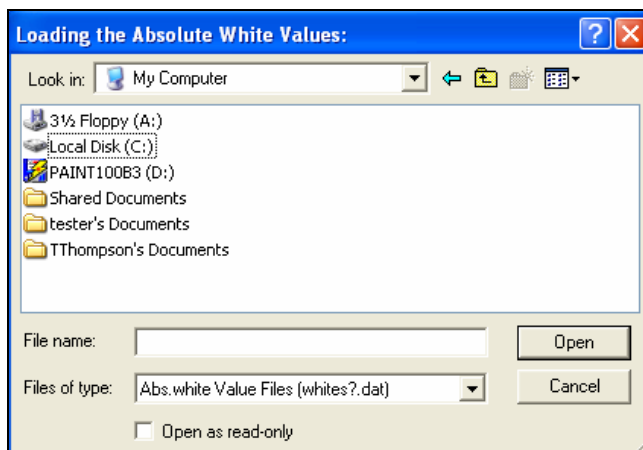 Loading the Absolute White Values:
Look in: My Computer
3½ Floppy (A:)
Local Disk (C:)
PAINT100B3 (D:)
Shared Documents
tester's Documents
TThompson's Documents
File name: Open
Files of type: Abs.white Value Files (whites?.dat) Cancel
Open as read-only